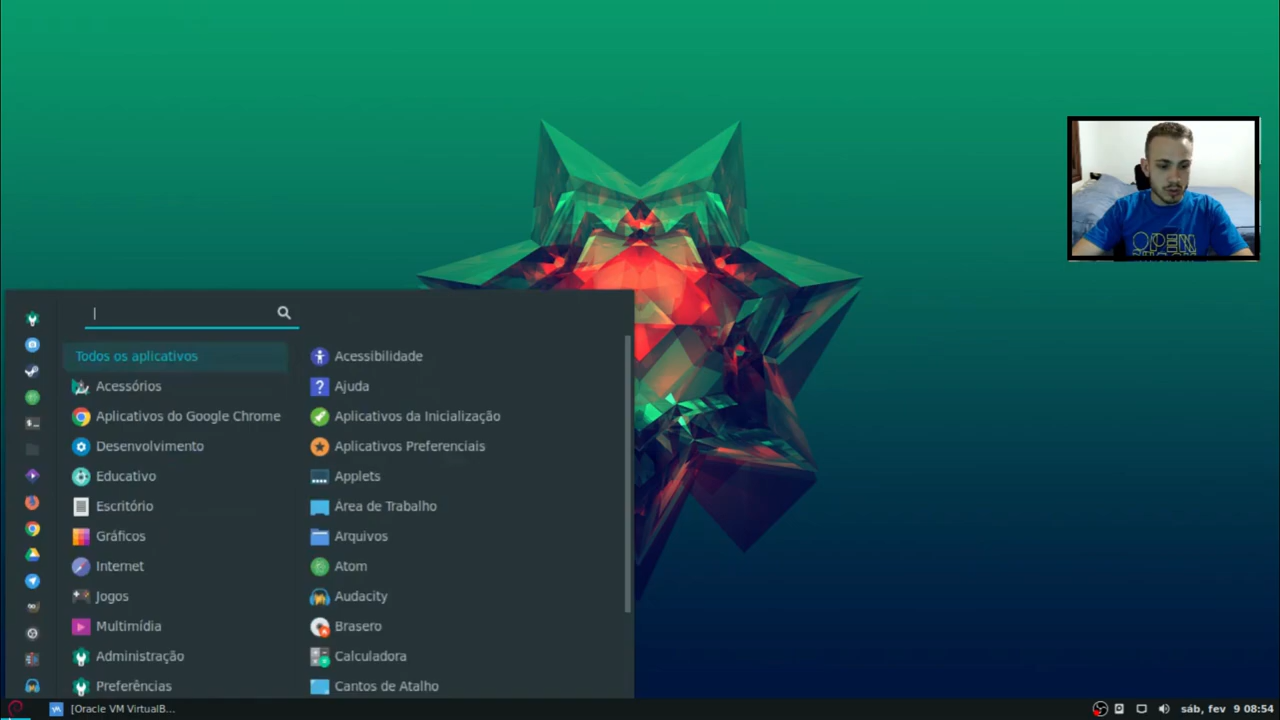 Todos os aplicativos
Acessórios
Aplicativos do Google Chrome
Desenvolvimento
Educativo
Escritório
Gráficos
Internet
Jogos
Multimídia
Administração
Preferências
Acessibilidade
Ajuda
Aplicativos da Inicialização
Aplicativos Preferenciais
Applets
Área de Trabalho
Arquivos
Atom
Audacity
Brasero
Calculadora
Cantos de Atalho
OPEN
[Oracle VM VirtualB...
sáb, fev 9 08:54